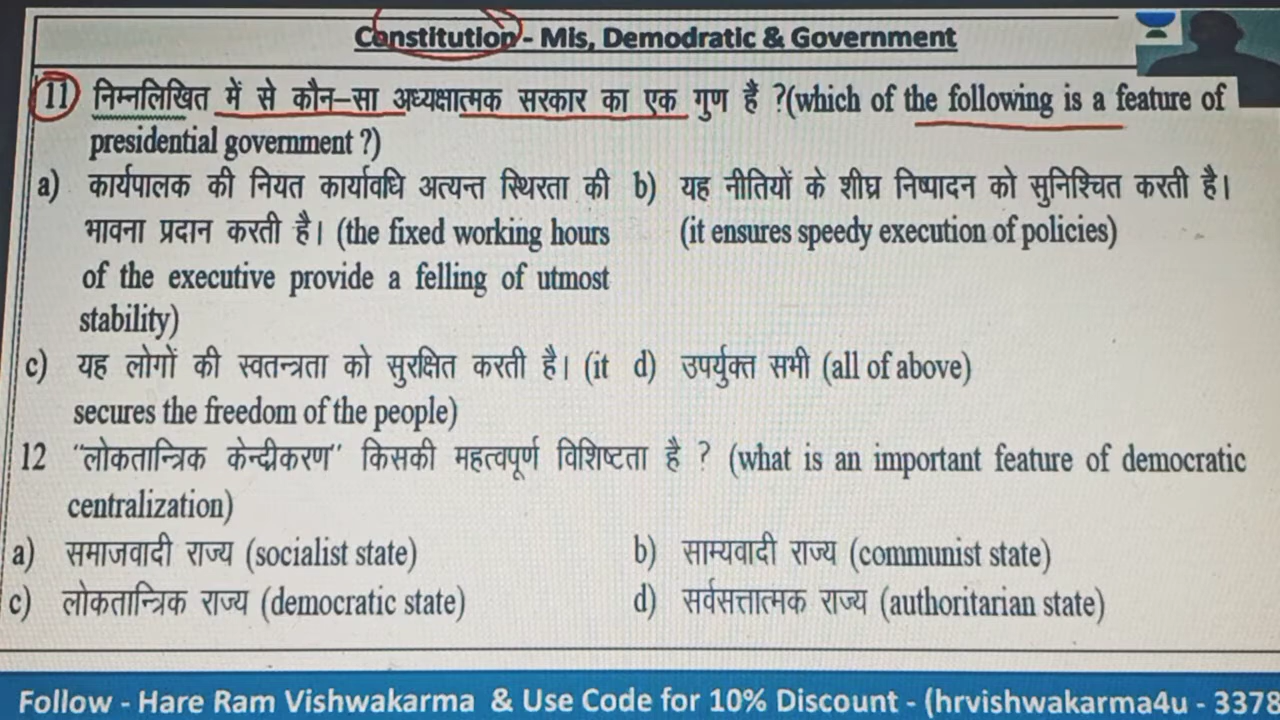 Constitution - Mis, Demodratic & Government
11 निम्नलिखित में से कौन-सा अध्यक्षात्मक सरकार का एक गुण है ?(which of the following is a feature of
presidential government ?)
a) कार्यपालक की नियत कार्यावधि अत्यन्त स्थिरता की b) यह नीतियों के शीघ्र निष्पादन को सुनिश्चित करती है।
भावना प्रदान करती है। (the fixed working hours (it ensures speedy execution of policies)
of the executive provide a felling of utmost
stability)
c) यह लोगों की स्वतन्त्रता को सुरक्षित करती है। (it d) उपर्युक्त सभी (all of above)
secures the freedom of the people)
12 “लोकतान्त्रिक केन्द्रीकरण” किसकी महत्वपूर्ण विशिष्टता है ? (what is an important feature of democratic
centralization)
a) समाजवादी राज्य (socialist state) b) साम्यवादी राज्य (communist state)
c) लोकतान्त्रिक राज्य (democratic state) d) सर्वसत्तात्मक राज्य (authoritarian state)
Follow - Hare Ram Vishwakarma & Use Code for 10% Discount - (hrvishwakarma4u - 3378